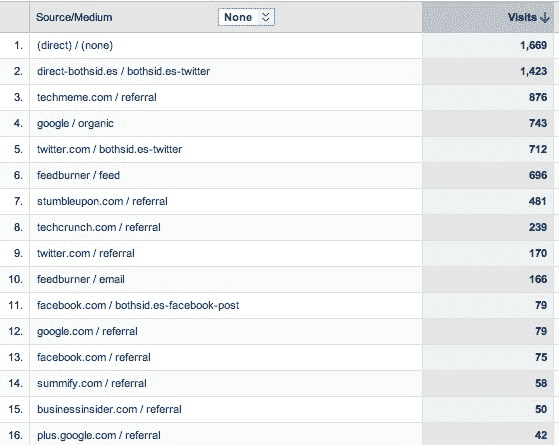 Source/Medium None Visits
1. (direct) / (none) 1,669
2. direct-bothsid.es / bothsid.es-twitter 1,423
3. techmeme.com / referral 876
4. google / organic 743
5. twitter.com / bothsid.es-twitter 712
6. feedburner / feed 696
7. stumbleupon.com / referral 481
8. techcrunch.com / referral 239
9. twitter.com / referral 170
10. feedburner / email 166
11. facebook.com / bothsid.es-facebook-post 79
12. google.com / referral 79
13. facebook.com / referral 75
14. summify.com / referral 58
15. businessinsider.com / referral 50
16. plus.google.com / referral 42